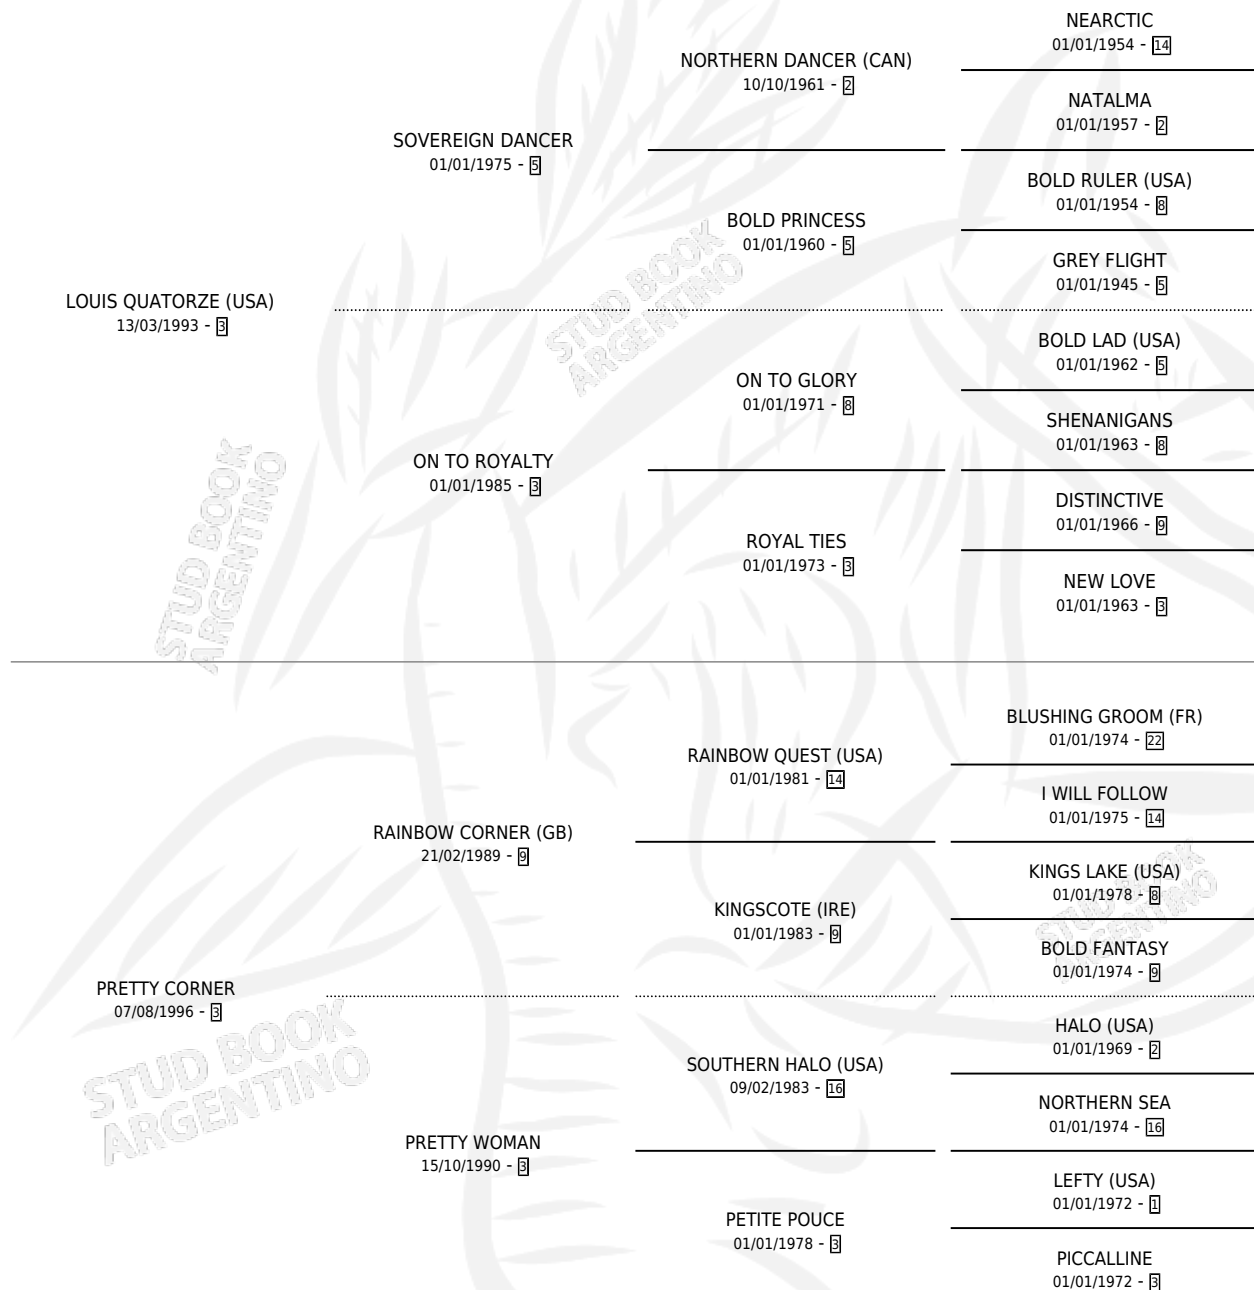 NEARCTIC
01/01/1954 - 14
NORTHERN DANCER (CAN)
10/10/1961 - 2
NATALMA
01/01/1957 - 2
SOVEREIGN DANCER
01/01/1975 - 5
BOLD RULER (USA)
01/01/1954 - 8
BOLD PRINCESS
01/01/1960 - 5
GREY FLIGHT
01/01/1945 - 5
LOUIS QUATORZE (USA)
13/03/1993 - 3
STUD BOOK
ARGENTINO
BOLD LAD (USA)
01/01/1962 - 5
ON TO GLORY
01/01/1971 - 8
SHENANIGANS
01/01/1963 - 8
ON TO ROYALTY
01/01/1985 - 3
DISTINCTIVE
01/01/1966 - 9
ROYAL TIES
01/01/1973 - 3
NEW LOVE
01/01/1963 - 3
STUD BOOK
ARGENTINO
BLUSHING GROOM (FR)
01/01/1974 - 22
RAINBOW QUEST (USA)
01/01/1981 - 14
I WILL FOLLOW
01/01/1975 - 14
RAINBOW CORNER (GB)
21/02/1989 - 9
KINGS LAKE (USA)
01/01/1978 - 8
KINGSCOTE (IRE)
01/01/1983 - 9
BOLD FANTASY
01/01/1974 - 9
STUD BOOK
ARGENTINO
PRETTY CORNER
07/08/1996 - 3
HALO (USA)
01/01/1969 - 2
SOUTHERN HALO (USA)
09/02/1983 - 16
NORTHERN SEA
01/01/1974 - 16
STUD BOOK
ARGENTINO
PRETTY WOMAN
15/10/1990 - 3
LEFTY (USA)
01/01/1972 - 1
PETITE POUCE
01/01/1978 - 3
PICCALLINE
01/01/1972 - 3